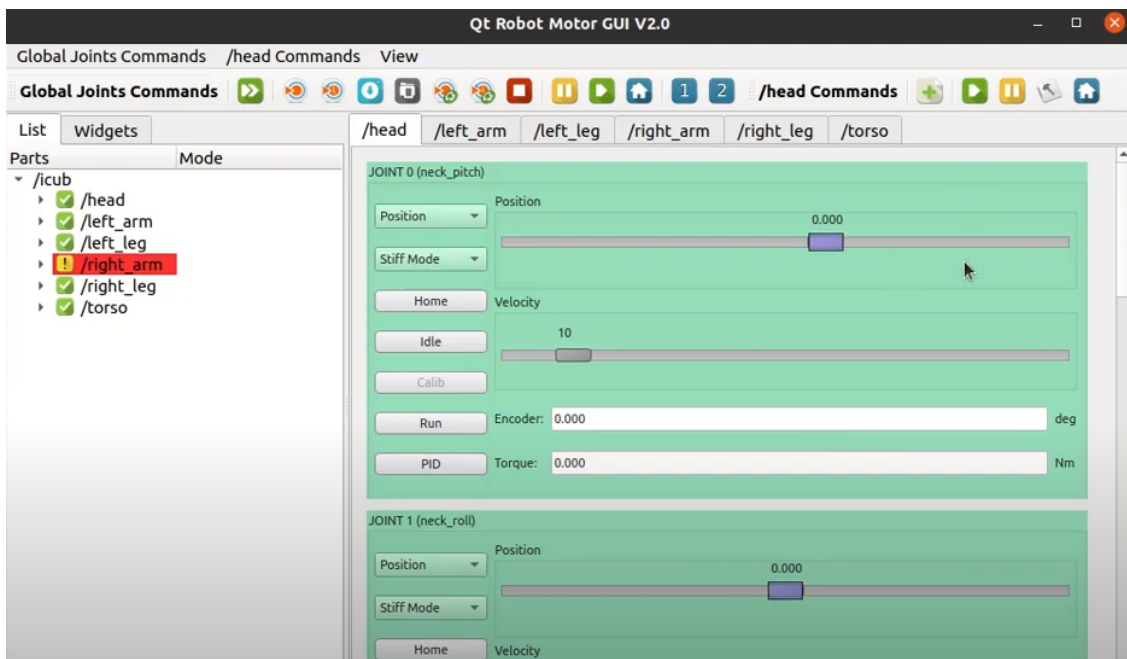 Qt Robot Motor GUI V2.0
Global Joints Commands /head Commands View
Global Joints Commands 1 2 /head Commands
List Widgets
Parts Mode
/icub
/head
/left_arm
/left_leg
/right_arm
/right_leg
/torso
/head /left_arm /left_leg /right_arm /right_leg /torso
JOINT 0 (neck_pitch)
Position
Position
0.000
Stiff Mode
Home
Velocity
10
Idle
Calib
Run
Encoder: 0.000 deg
PID
Torque: 0.000 Nm
JOINT 1 (neck_roll)
Position
Position
0.000
Stiff Mode
Home
Velocity